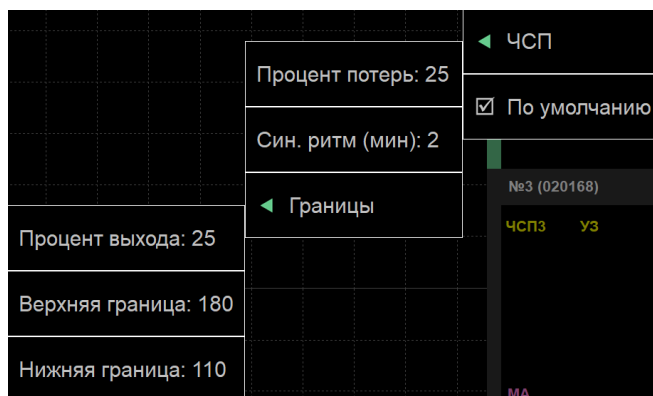 ЧСП
По умолчанию
Процент потерь: 25
Син. ритм (мин): 2
Границы
Процент выхода: 25
Верхняя граница: 180
Нижняя граница: 110
№3 (020168)
ЧСП3 УЗ
МА